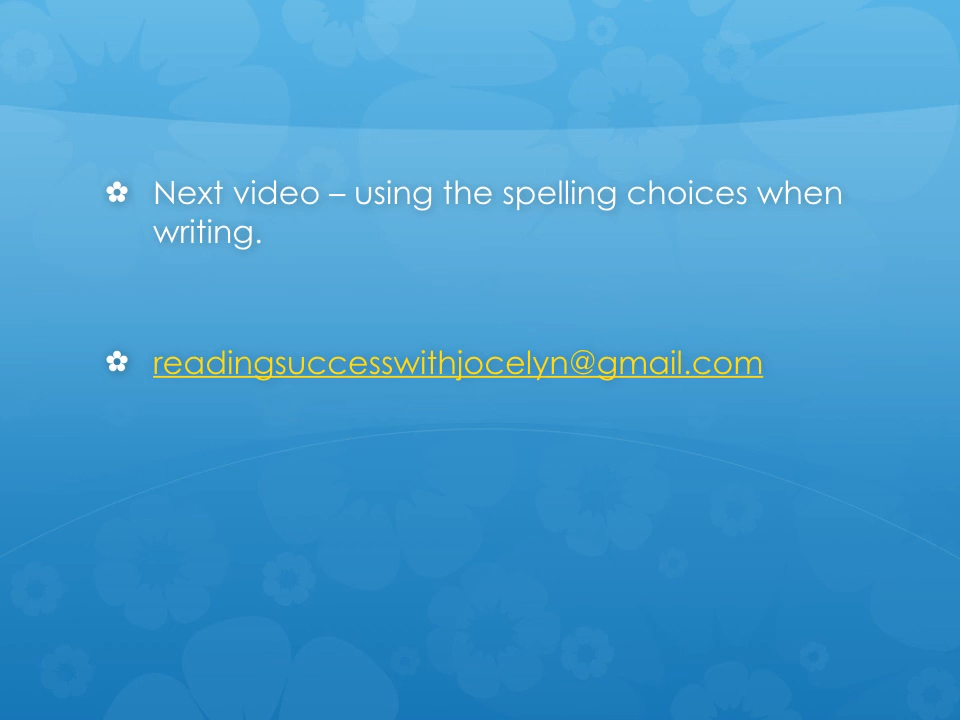 Next video – using the spelling choices when
writing.
readingsuccesswithjocelyn@gmail.com